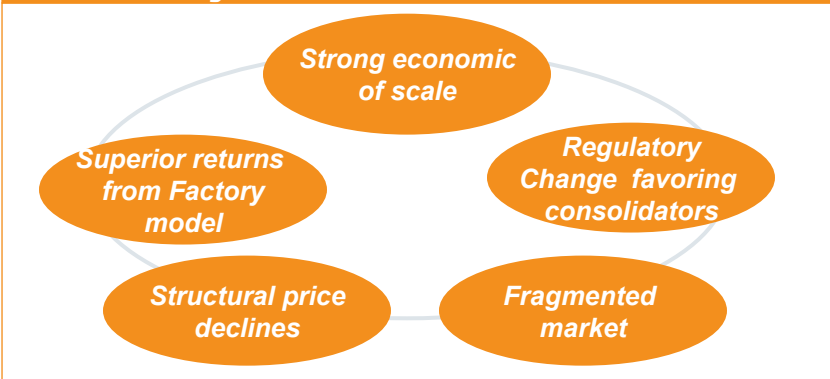 Strong economic
of scale
Regulatory
Change favoring
consolidators
Superior returns
from Factory
model
Structural price
declines
Fragmented
market